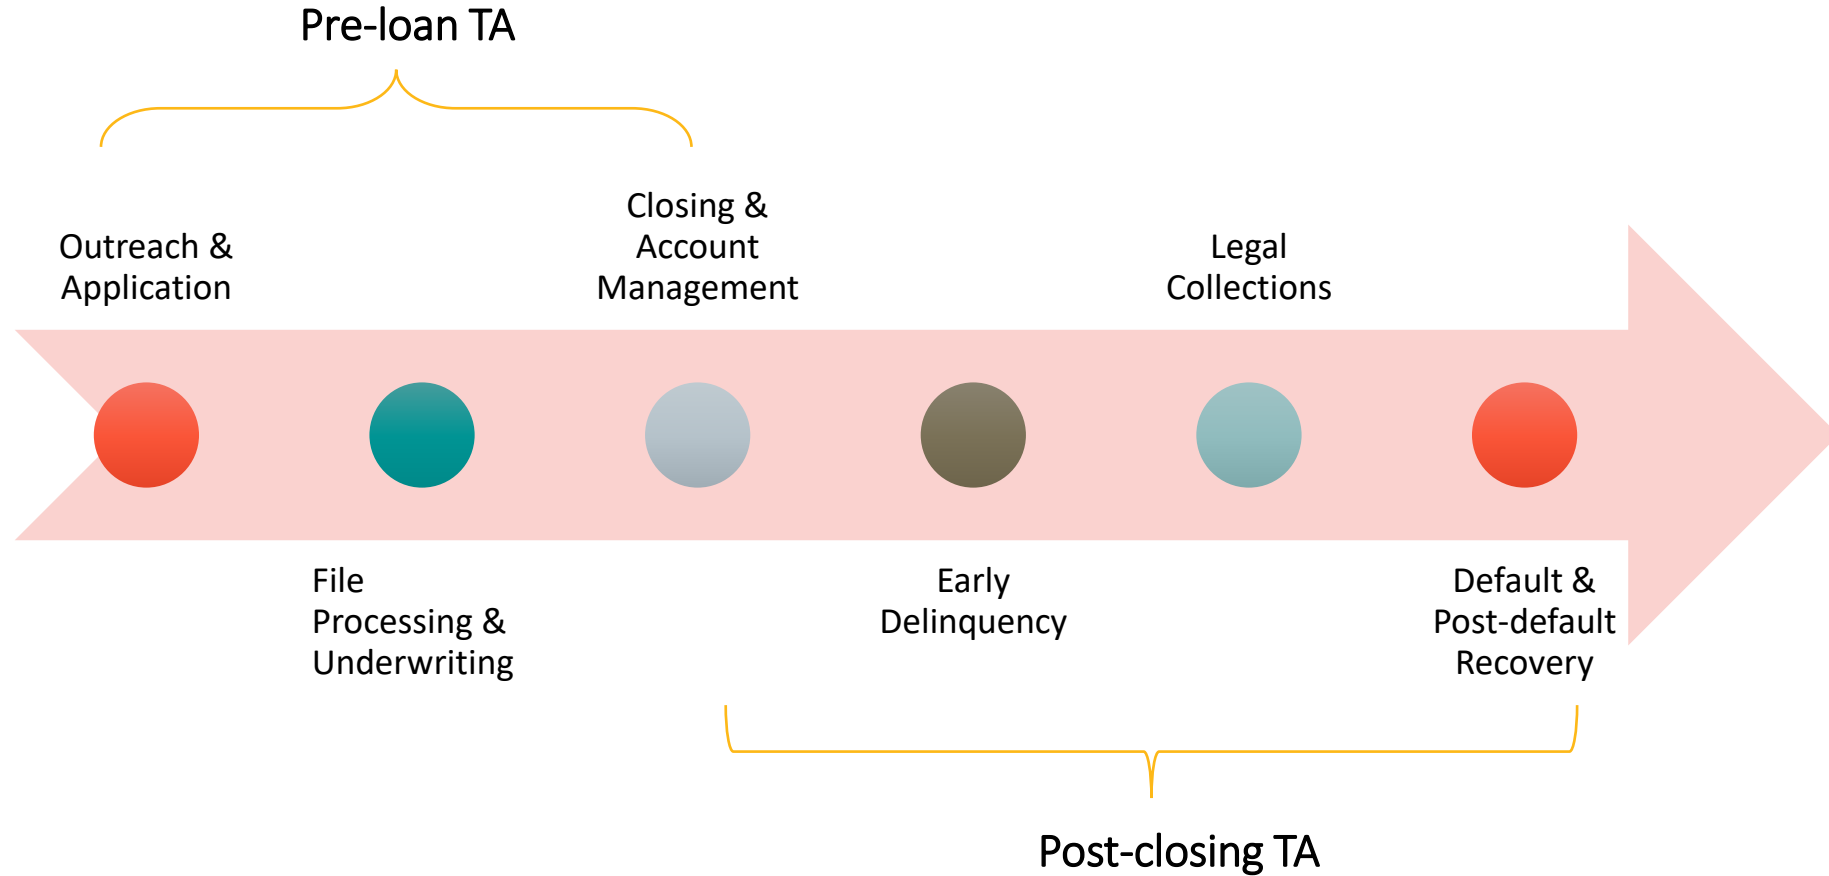 Pre-loan TA
Outreach &
Application
Closing &
Account
Management
Legal
Collections
File
Processing &
Underwriting
Early
Delinquency
Default &
Post-default
Recovery
Post-closing TA